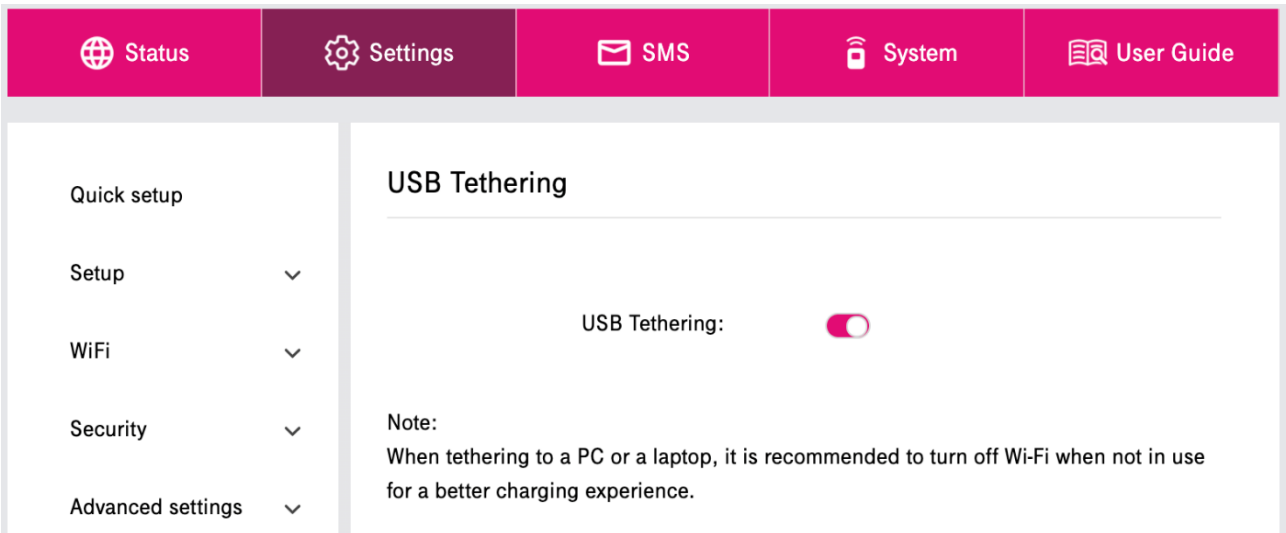 Status
Settings
SMS
System
User Guide
Quick setup
Setup
WiFi
Security
Advanced settings
USB Tethering
USB Tethering:
Note:
When tethering to a PC or a laptop, it is recommended to turn off Wi-Fi when not in use
for a better charging experience.